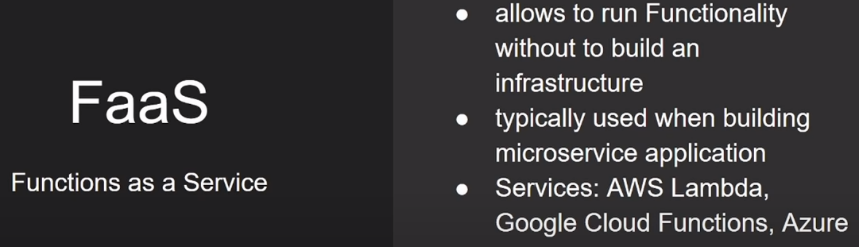 FaaS
Functions as a Service
● allows to run Functionality
without to build an
infrastructure
● typically used when building
microservice application
● Services: AWS Lambda,
Google Cloud Functions, Azure